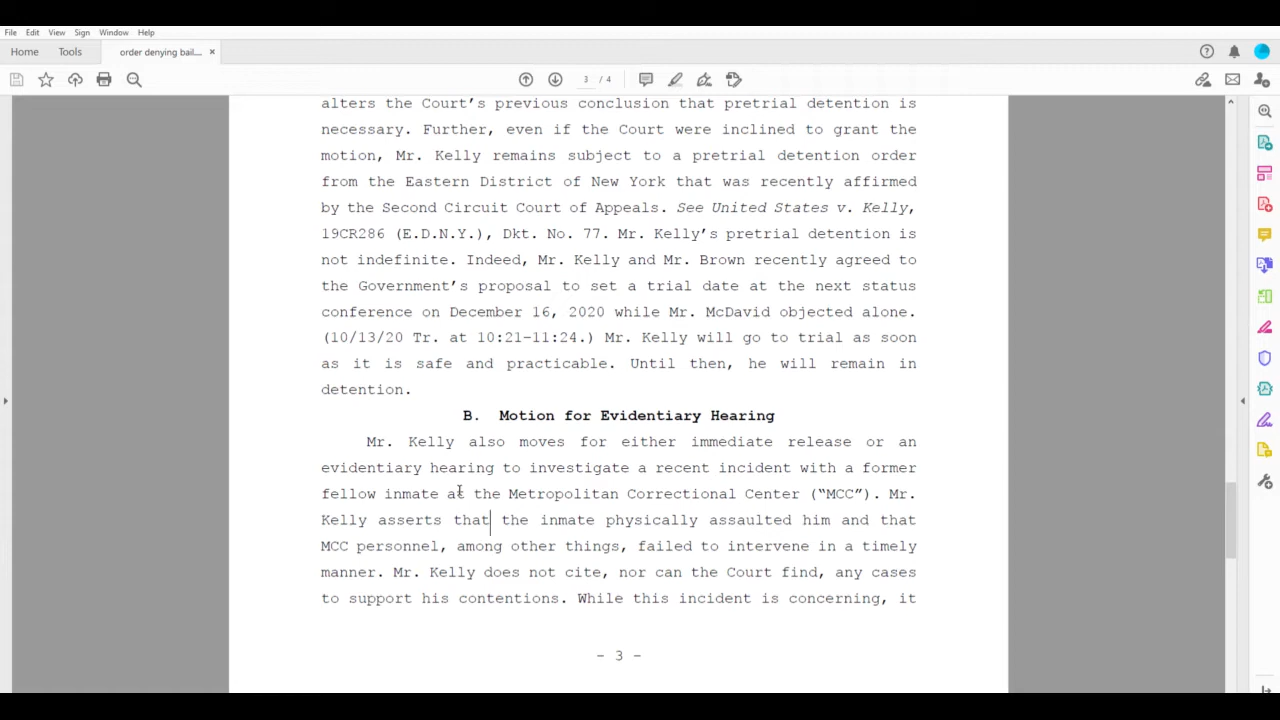 File Edit View Sign Window Help
Home Tools order denying bail... ×
3 / 4
alters the Court's previous conclusion that pretrial detention is
necessary. Further, even if the Court were inclined to grant the
motion, Mr. Kelly remains subject to a pretrial detention order
from the Eastern District of New York that was recently affirmed
by the Second Circuit Court of Appeals. See United States v. Kelly,
19CR286 (E.D.N.Y.), Dkt. No. 77. Mr. Kelly's pretrial detention is
not indefinite. Indeed, Mr. Kelly and Mr. Brown recently agreed to
the Government's proposal to set a trial date at the next status
conference on December 16, 2020 while Mr. McDavid objected alone.
(10/13/20 Tr. at 10:21-11:24.) Mr. Kelly will go to trial as soon
as it is safe and practicable. Until then, he will remain in
detention.
B. Motion for Evidentiary Hearing
Mr. Kelly also moves for either immediate release or an
evidentiary hearing to investigate a recent incident with a former
fellow inmate at the Metropolitan Correctional Center (“MCC”). Mr.
Kelly asserts that the inmate physically assaulted him and that
MCC personnel, among other things, failed to intervene in a timely
manner. Mr. Kelly does not cite, nor can the Court find, any cases
to support his contentions. While this incident is concerning, it
- 3 -